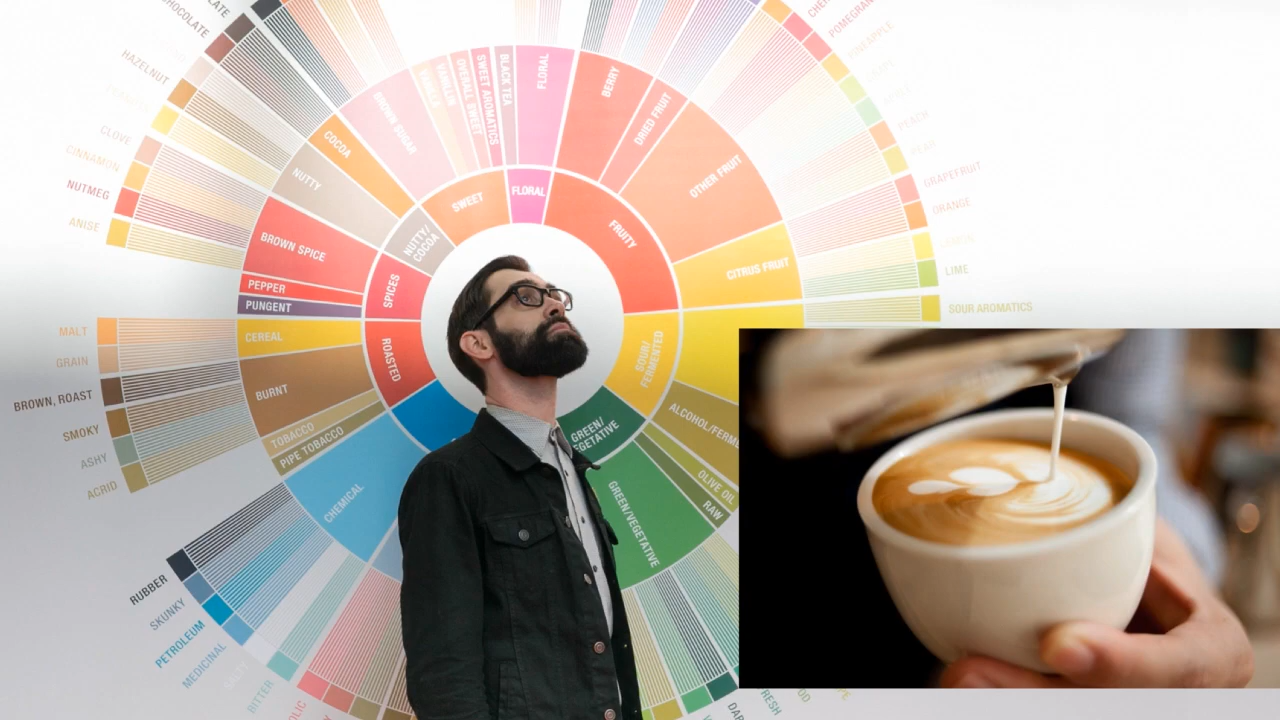 CHOCOLATE
HAZELNUT
CLOVE
CINNAMON
NUTMEG
ANISE
MALT
GRAIN
BROWN, ROAST
SMOKY
ASHY
ACRID
RUBBER
SKUNKY
PETROLEUM
MEDICINAL
BITTER
NUTTY
COCOA
BROWN SUGAR
VANILLA
VANILLIN
OVERALL SWEET
SWEET AROMATICS
BLACK TEA
FLORAL
BERRY
DRIED FRUIT
OTHER FRUIT
CITRUS FRUIT
BROWN SPICE
PEPPER
PUNGENT
CEREAL
BURNT
TOBACCO
PIPE TOBACCO
CHEMICAL
NUTTY/
COCOA
SWEET
FLORAL
FRUITY
SPICES
ROASTED
SOUR/
FERMENTED
GREEN/
ALCOHOL/FERM
OLIVE OIL
RAW
GREEN/VEGETATIVE
PINEAPPLE
PEACH
PEAR
GRAPEFRUIT
ORANGE
LIME
SOUR AROMATICS